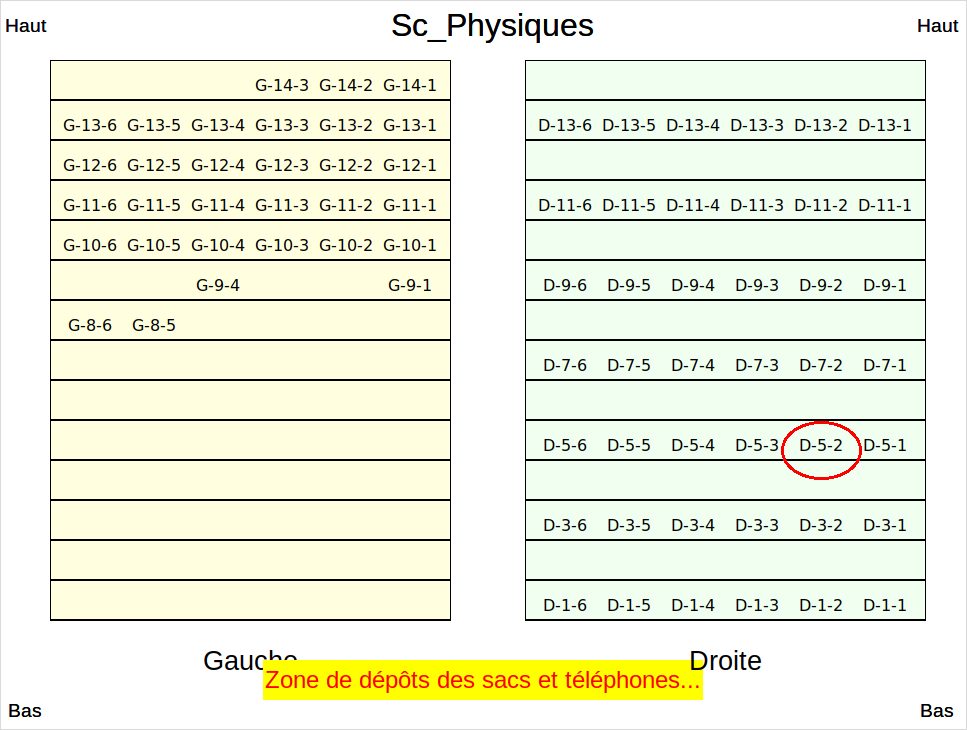 Haut Sc_Physiques Haut
G-14-3 G-14-2 G-14-1
G-13-6 G-13-5 G-13-4 G-13-3 G-13-2 G-13-1 D-13-6 D-13-5 D-13-4 D-13-3 D-13-2 D-13-1
G-12-6 G-12-5 G-12-4 G-12-3 G-12-2 G-12-1
G-11-6 G-11-5 G-11-4 G-11-3 G-11-2 G-11-1 D-11-6 D-11-5 D-11-4 D-11-3 D-11-2 D-11-1
G-10-6 G-10-5 G-10-4 G-10-3 G-10-2 G-10-1
G-9-4 G-9-1 D-9-6 D-9-5 D-9-4 D-9-3 D-9-2 D-9-1
G-8-6 G-8-5
D-7-6 D-7-5 D-7-4 D-7-3 D-7-2 D-7-1
D-5-6 D-5-5 D-5-4 D-5-3 D-5-2 D-5-1
D-3-6 D-3-5 D-3-4 D-3-3 D-3-2 D-3-1
D-1-6 D-1-5 D-1-4 D-1-3 D-1-2 D-1-1
Gauche Droite
Zone de dépôts des sacs et téléphones...
Bas Bas